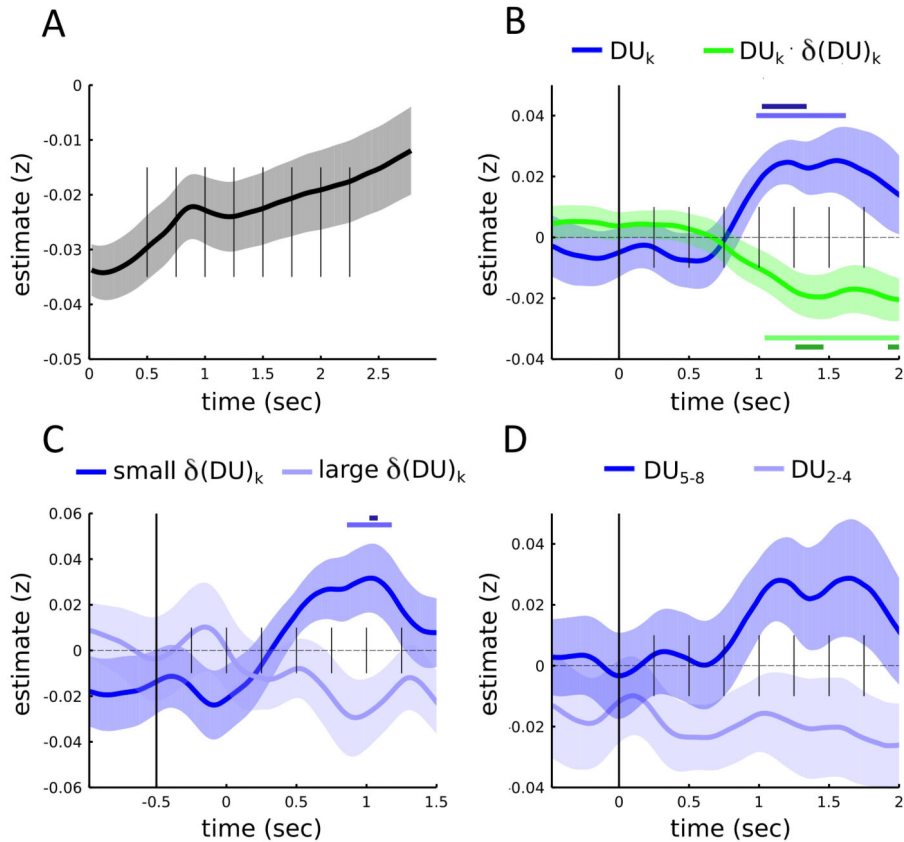 A
0
-0.01
-0.02
-0.03
-0.04
-0.05
estimate (z)
0
0.5
1
1.5
2
2.5
time (sec)
B
DUk
DUk · δ(DU)k
0.04
0.02
0
-0.02
-0.04
estimate (z)
0
0.5
1
1.5
2
time (sec)
C
small δ(DU)k
large δ(DU)k
0.06
0.04
0.02
0
-0.02
-0.04
-0.06
estimate (z)
-0.5
0
0.5
1
1.5
time (sec)
D
DU5-8
DU2-4
0.04
0.02
0
-0.02
-0.04
estimate (z)
0
0.5
1
1.5
2
time (sec)